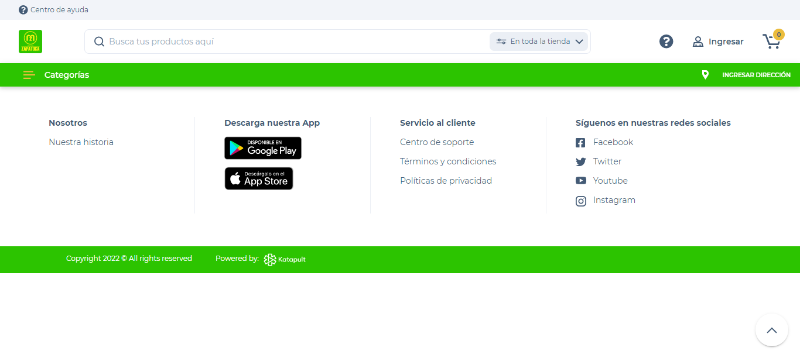 Centro de ayuda
Busca tus productos aquí
En toda la tienda
Ingresar
0
Categorías
INGRESAR DIRECCIÓN
Nosotros
Nuestra historia
Descarga nuestra App
DISPONIBLE EN
Google Play
Descárgalo en el
App Store
Servicio al cliente
Centro de soporte
Términos y condiciones
Políticas de privacidad
Síguenos en nuestras redes sociales
Facebook
Twitter
Youtube
Instagram
Copyright 2022 © All rights reserved
Powered by: Katapult